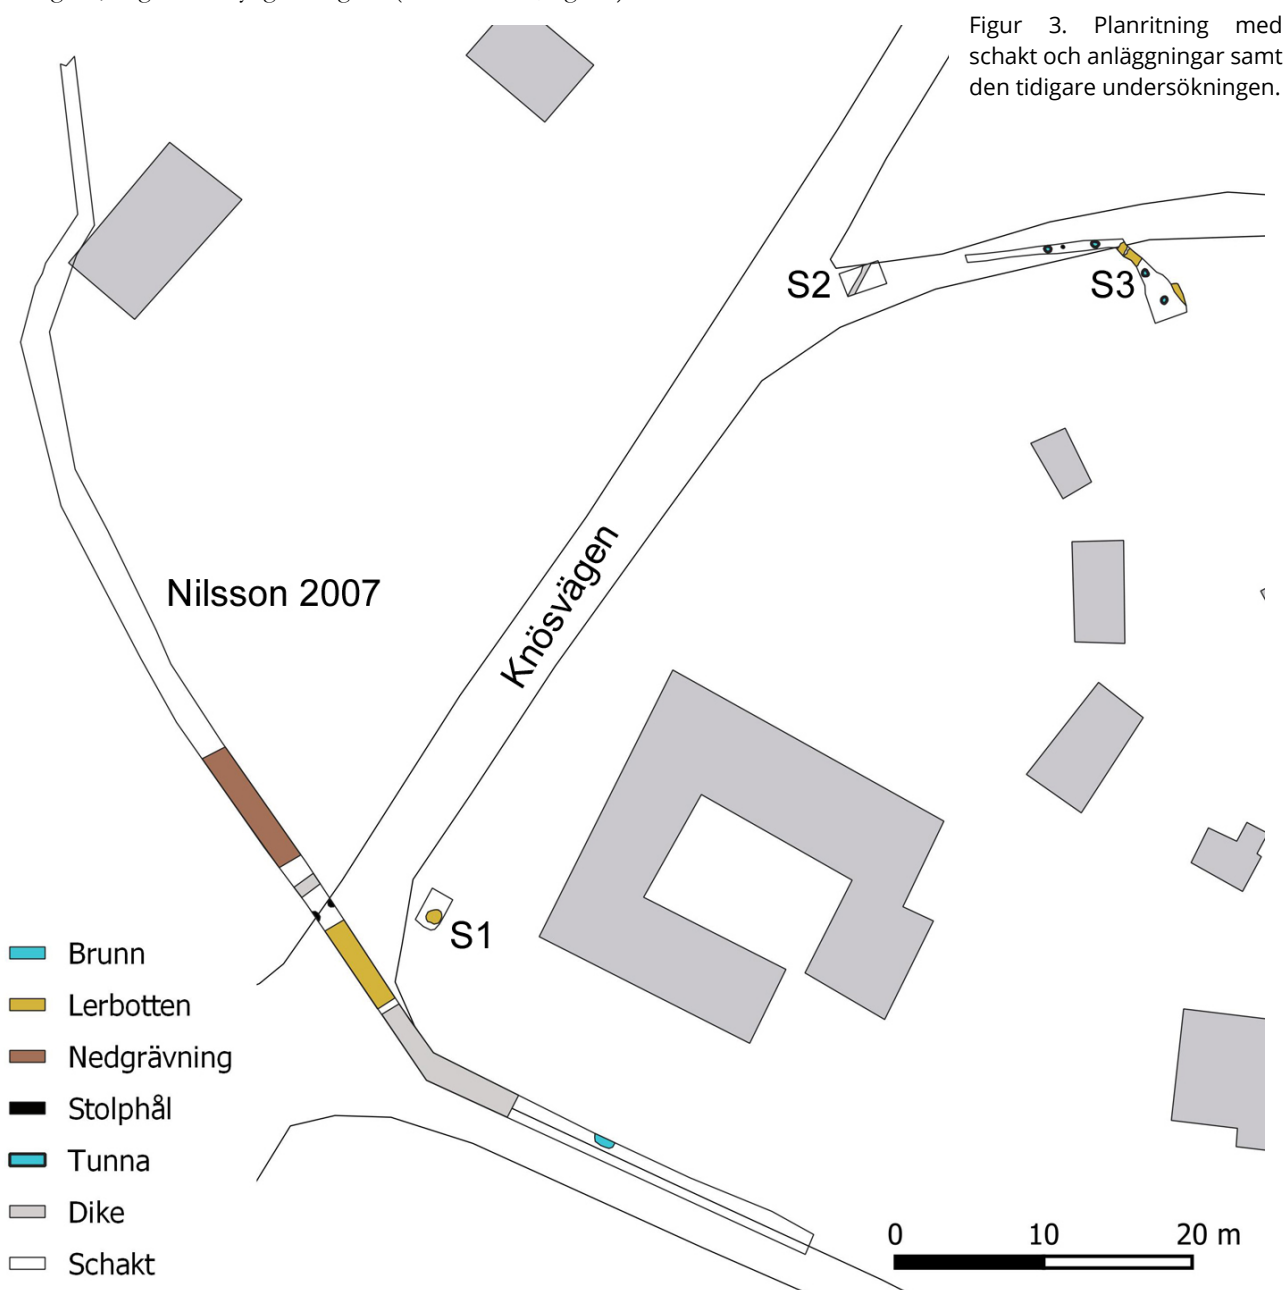 Figur 3. Planritning med
schakt och anläggningar samt
den tidigare undersökningen.
S2
S3
Nilsson 2007
Knösvägen
S1
Brunn
Lerbotten
Nedgrävning
Stolphål
Tunna
Dike
Schakt
0 10 20 m